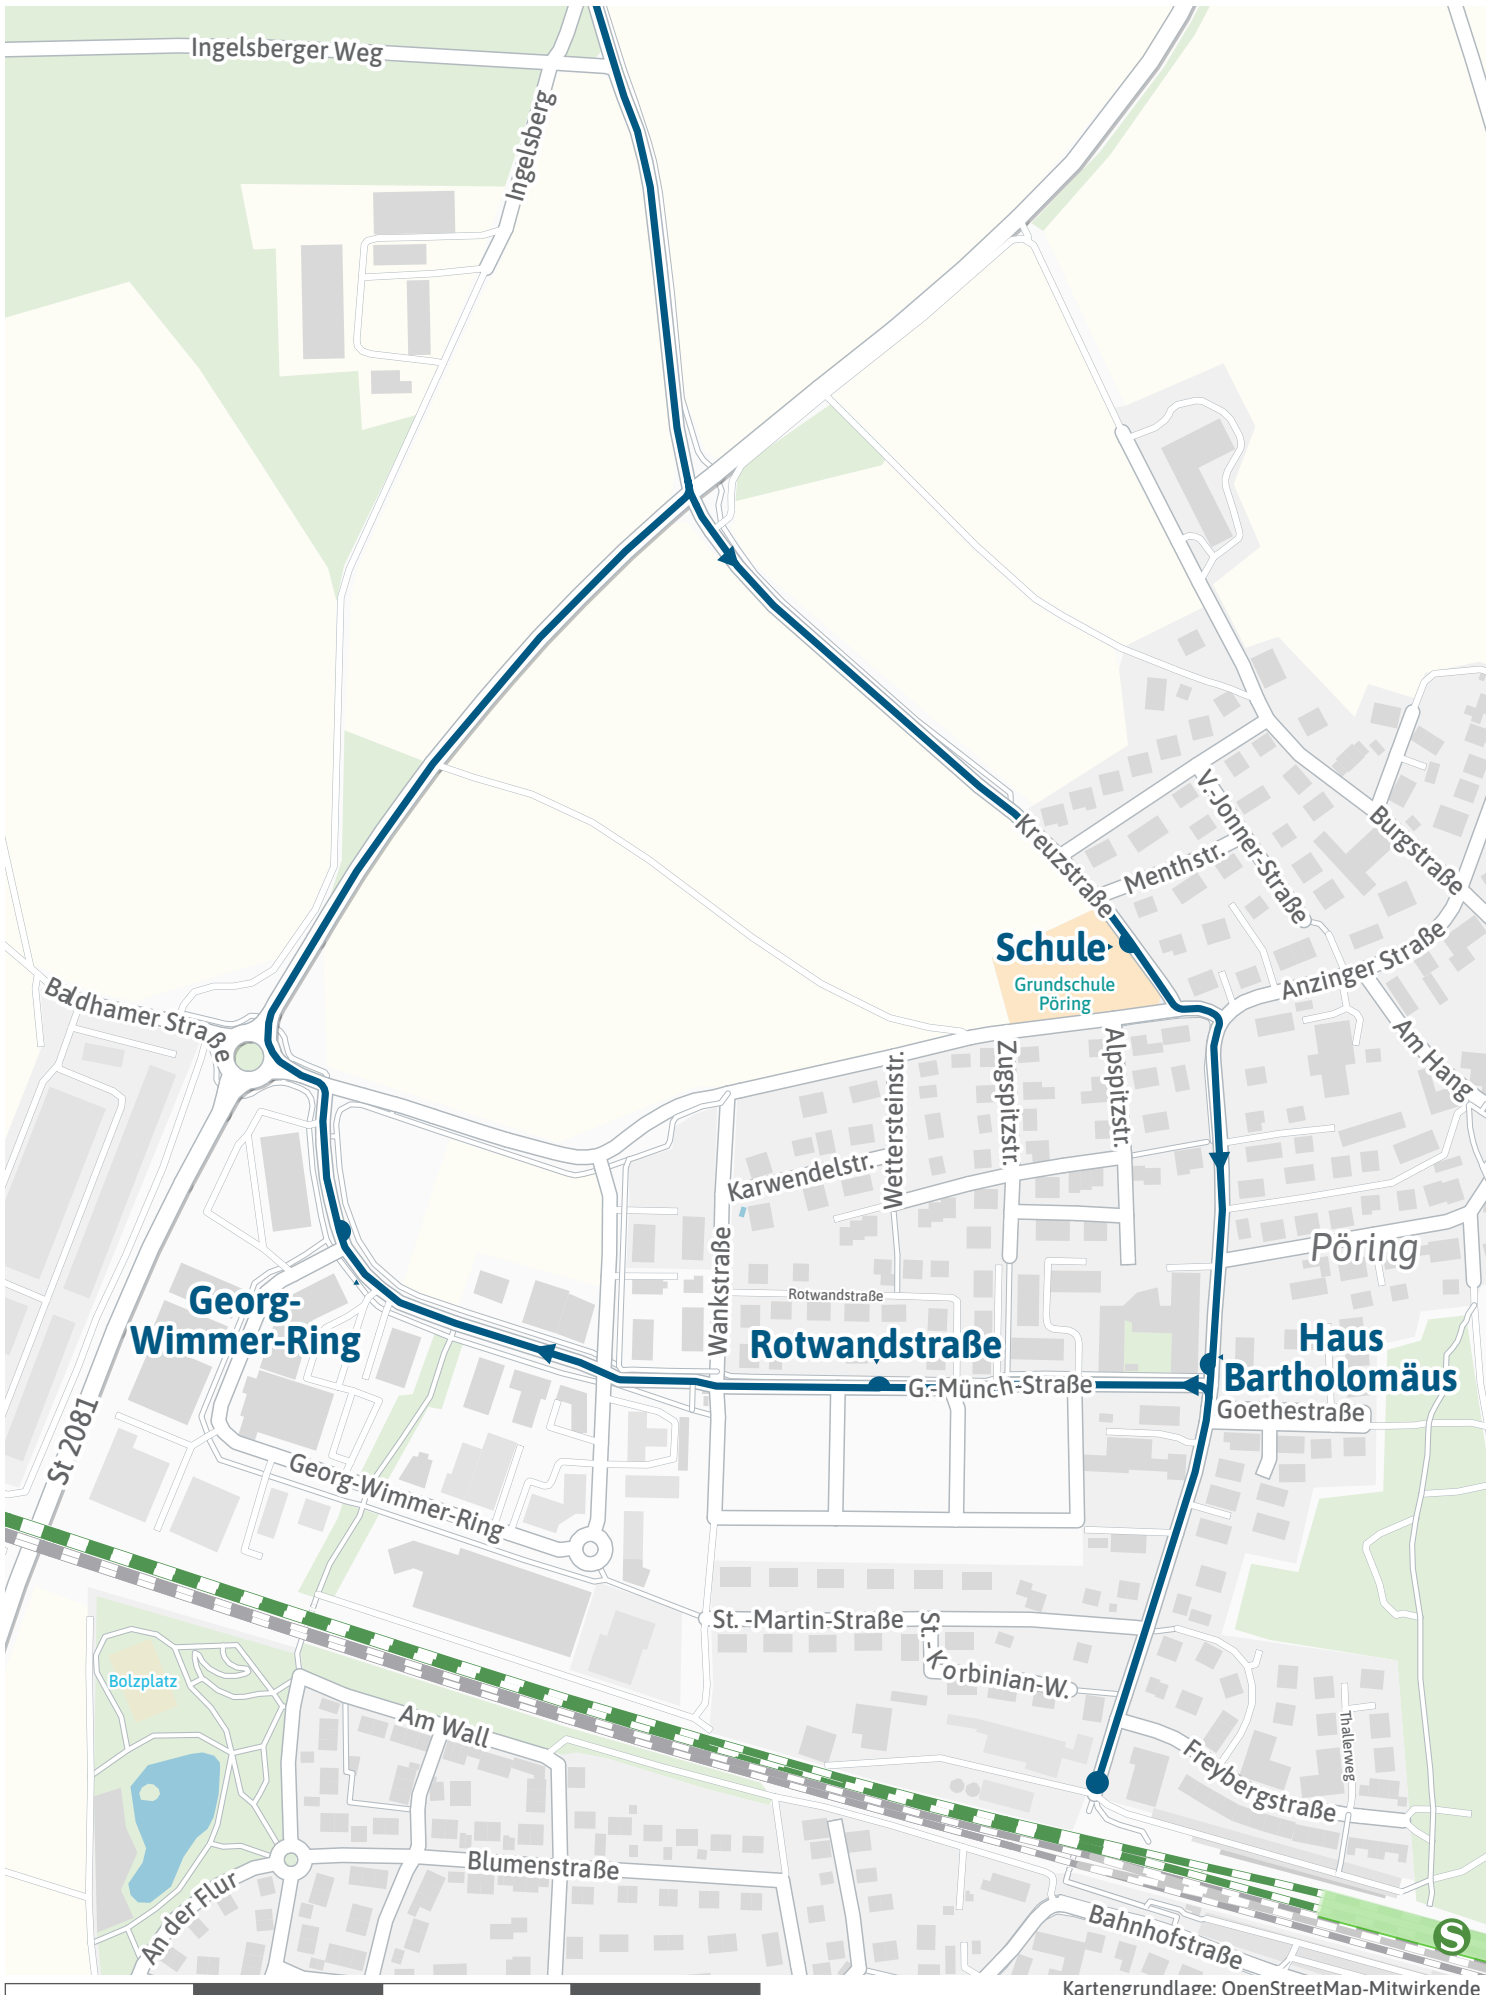 Ingelsberger Weg
Ingelsberg
V.-Jonner-Straße
Burgstraße
Kreuzstraße
Menthstr.
Schule
Grundschule
Pöring
Anzinger Straße
Baldhamer Straße
Am Hang
Wettersteinstr.
Zugspitzstr.
Alpspitzstr.
Karwendelstr.
Wankstraße
Pöring
Georg-
Wimmer-Ring
Rotwandstraße
Rotwandstraße
Haus
Bartholomäus
G.-Münch-Straße
Goethestraße
St 2081
Georg-Wimmer-Ring
St.-Martin-Straße
St.-Korbinian-W.
Bolzplatz
Am Wall
Thallerweg
Freybergstraße
Blumenstraße
An der Flur
Bahnhofstraße
S
Kartengrundlage: OpenStreetMap-Mitwirkende